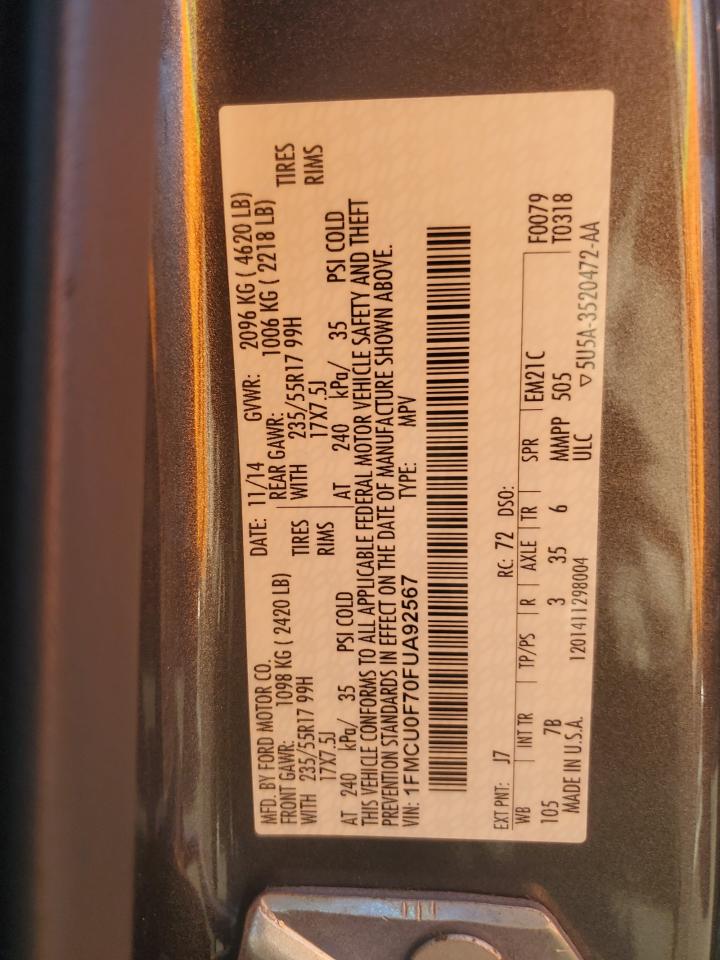 MFD. BY FORD MOTOR CO.
DATE: 11/14 GVWR: 2096 KG ( 4620 LB)
FRONT GAWR: 1098 KG ( 2420 LB) REAR GAWR: 1006 KG ( 2218 LB)
WITH 235/55R17 99H TIRES WITH 235/55R17 99H TIRES
17X7.5J RIMS 17X7.5J RIMS
AT 240 kPa/ 35 PSI COLD AT 240 kPa/ 35 PSI COLD
THIS VEHICLE CONFORMS TO ALL APPLICABLE FEDERAL MOTOR VEHICLE SAFETY AND THEFT
PREVENTION STANDARDS IN EFFECT ON THE DATE OF MANUFACTURE SHOWN ABOVE.
VIN: 1FMCU0F70FUA92567 TYPE: MPV
EXT PNT: J7 RC: 72 DSO: F0079
WB INT TR TP/PS R AXLE TR SPR EM21C T0318
105 7B 3 35 6 MMPP 505
MADE IN U.S.A. 1201411298004 ULC ▽5U5A-3520472-AA